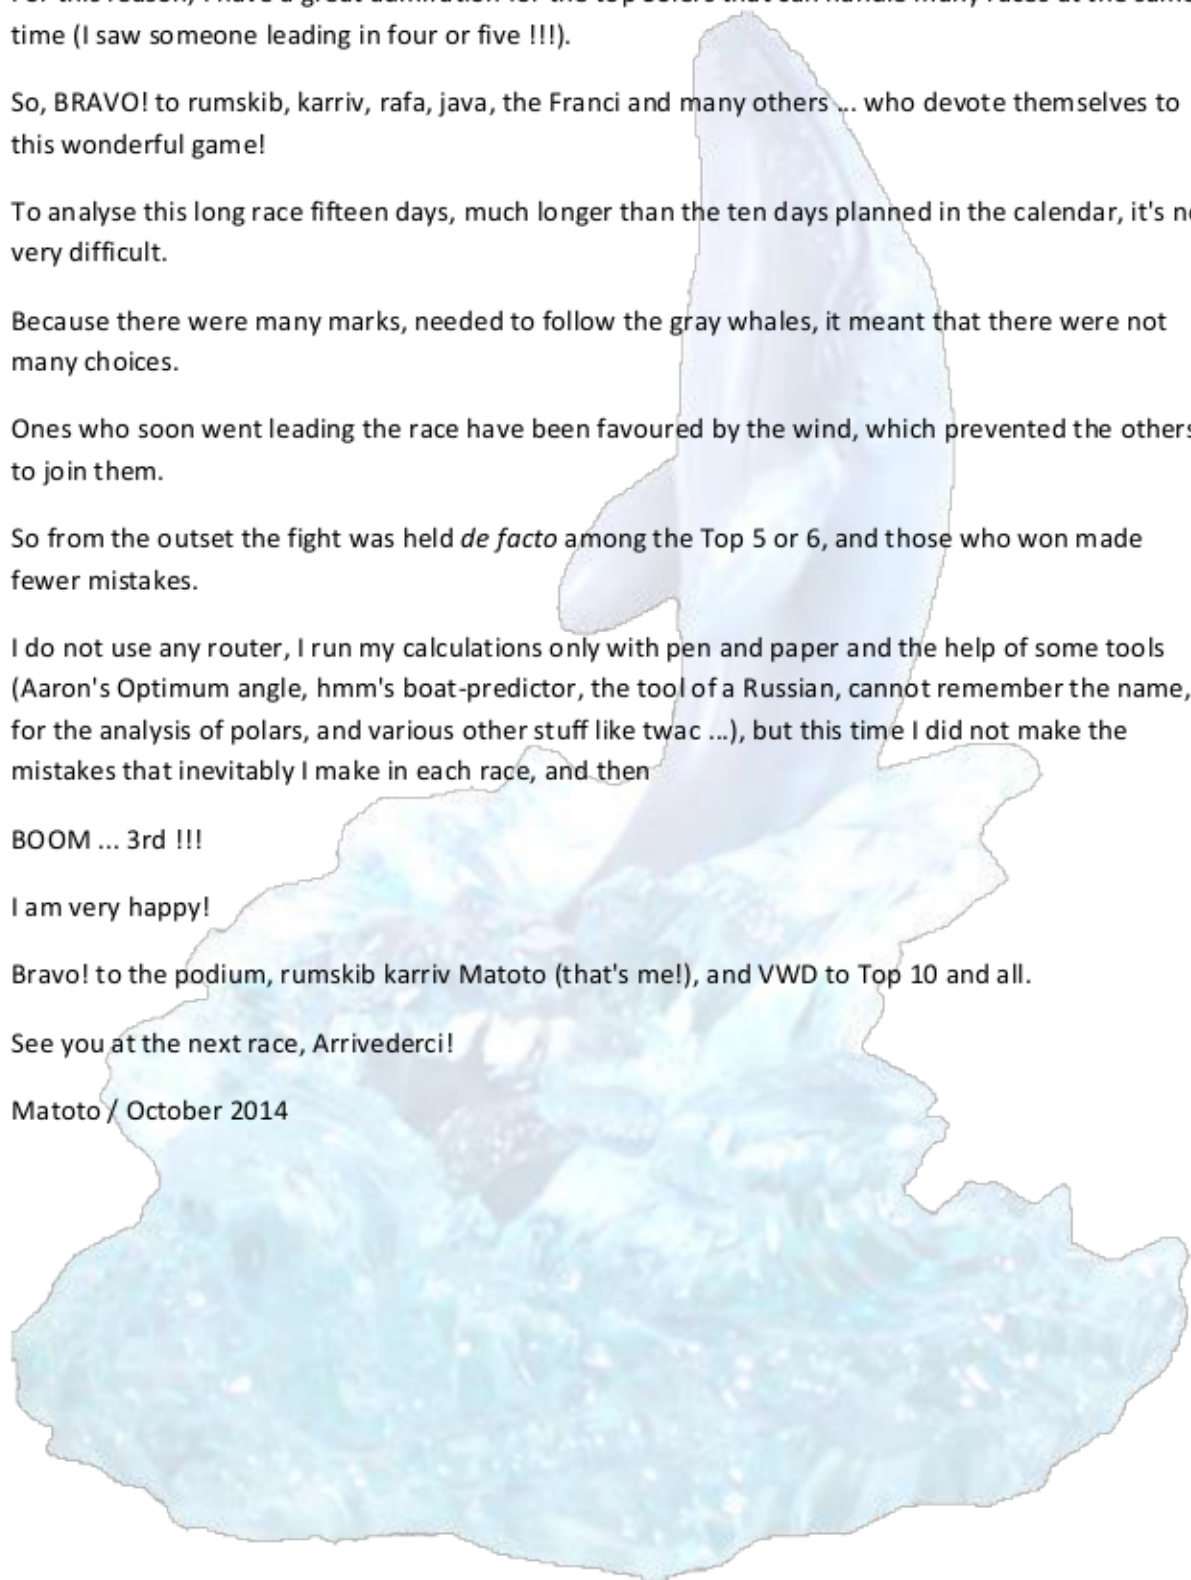 time (I saw someone leading in four or five !!!).
So, BRAVO! to rumskib, karriv, rafa, java, the Franci and many others ... who devote themselves to
this wonderful game!
To analyse this long race fifteen days, much longer than the ten days planned in the calendar, it's
very difficult.
Because there were many marks, needed to follow the gray whales, it meant that there were not
many choices.
Ones who soon went leading the race have been favoured by the wind, which prevented the others
to join them.
So from the outset the fight was held de facto among the Top 5 or 6, and those who won made
fewer mistakes.
I do not use any router, I run my calculations only with pen and paper and the help of some tools
(Aaron's Optimum angle, hmm's boat-predictor, the tool of a Russian, cannot remember the name,
for the analysis of polars, and various other stuff like twac ...), but this time I did not make the
mistakes that inevitably I make in each race, and then
BOOM ... 3rd !!!
I am very happy!
Bravo! to the podium, rumskib karriv Matoto (that's me!), and VWD to Top 10 and all.
See you at the next race, Arrivederci!
Matoto / October 2014